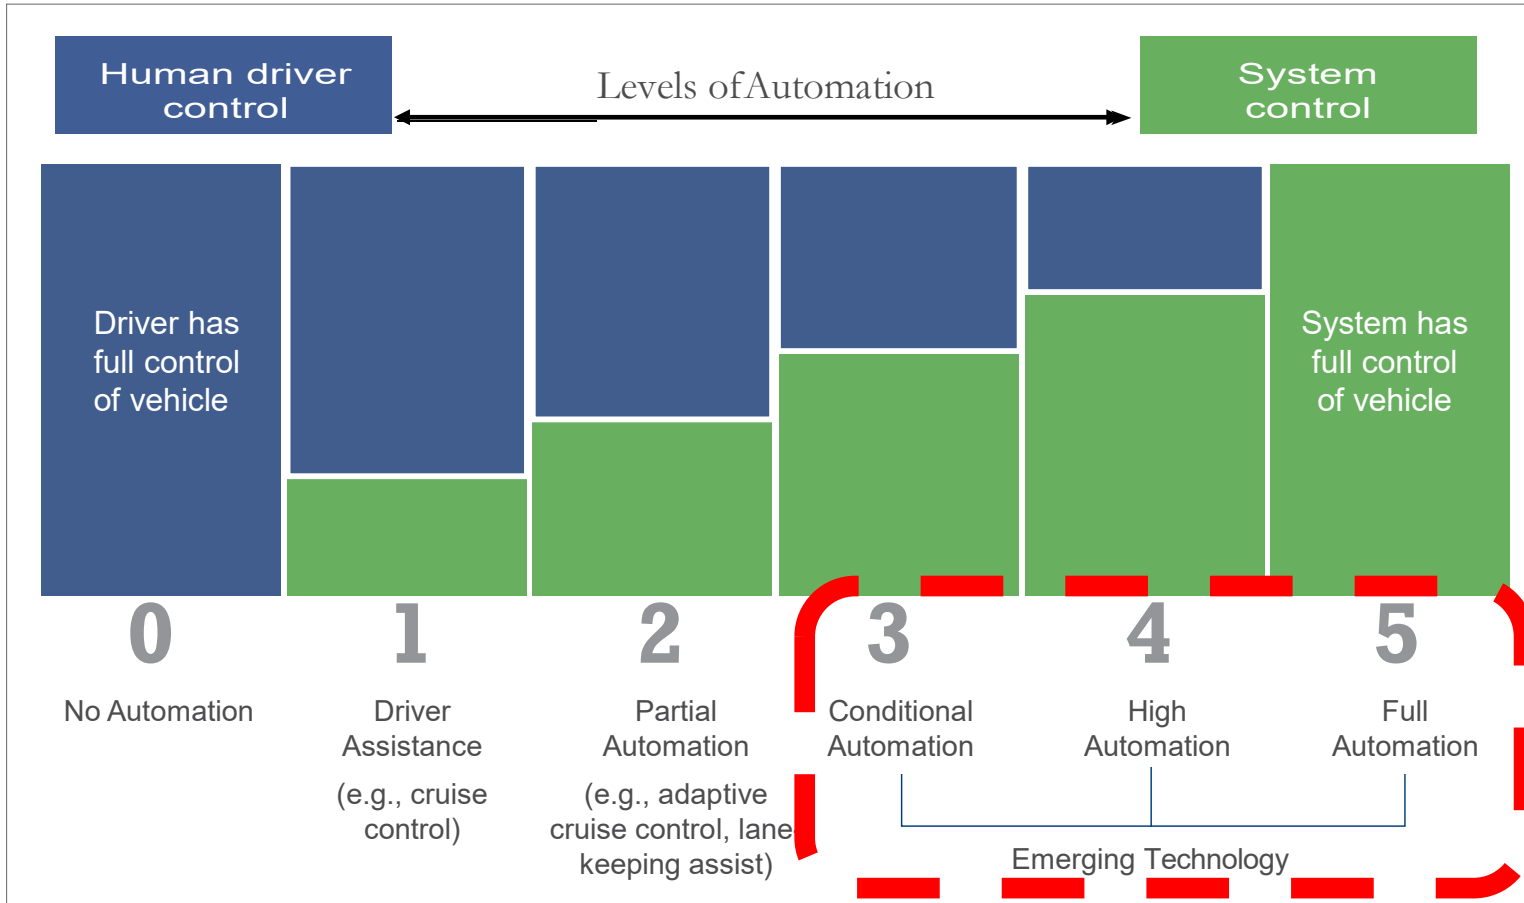 Human driver
control
Levels of Automation
System
control
Driver has
full control
of vehicle
System has
full control
of vehicle
0
1
2
3
4
5
No Automation
Driver
Assistance
(e.g., cruise
control)
Partial
Automation
(e.g., adaptive
cruise control, lane-
keeping assist)
Conditional
Automation
High
Automation
Full
Automation
Emerging Technology